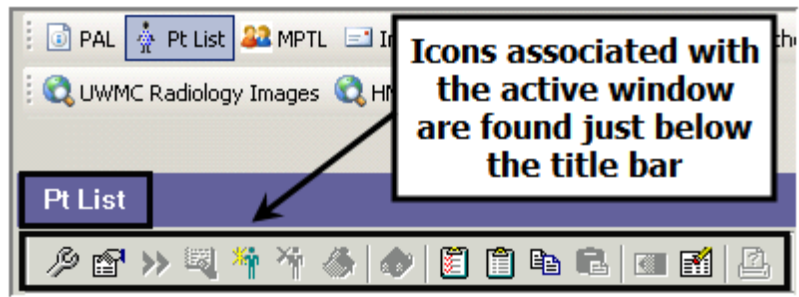 PAL Pt List MPTL
UWMC Radiology Images
Icons associated with
the active window
are found just below
the title bar
Pt List